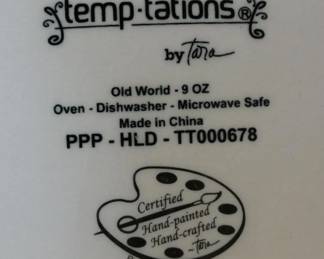 temp-tations®
by Tara
Old World - 9 OZ
Oven - Dishwasher - Microwave Safe
Made in China
PPP - HLD - TT000678
Certified
Hand-painted
Hand-crafted
~Tara